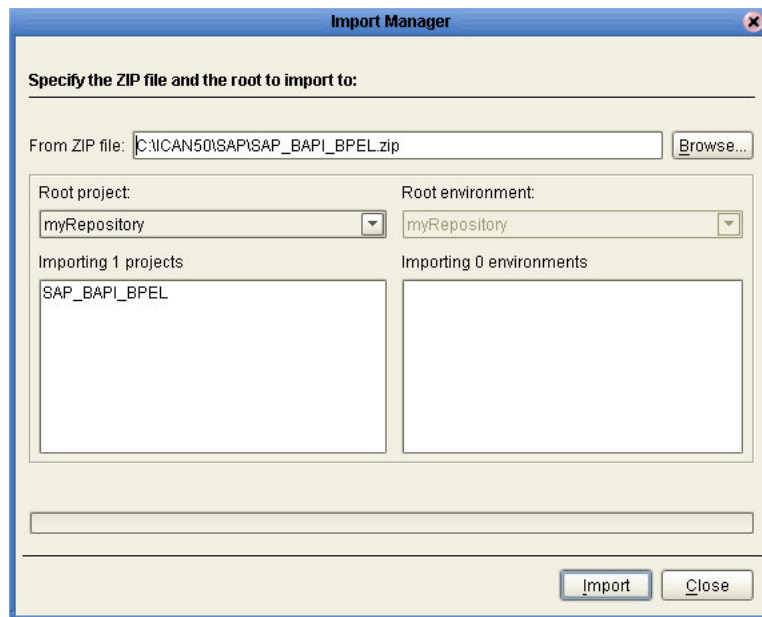 Import Manager
Specify the ZIP file and the root to import to:
From ZIP file: C:\ICAN50\SAP\SAP_BAPI_BPEL.zip Browse...
Root project: Root environment:
myRepository myRepository
Importing 1 projects Importing 0 environments
SAP_BAPI_BPEL
Import Close